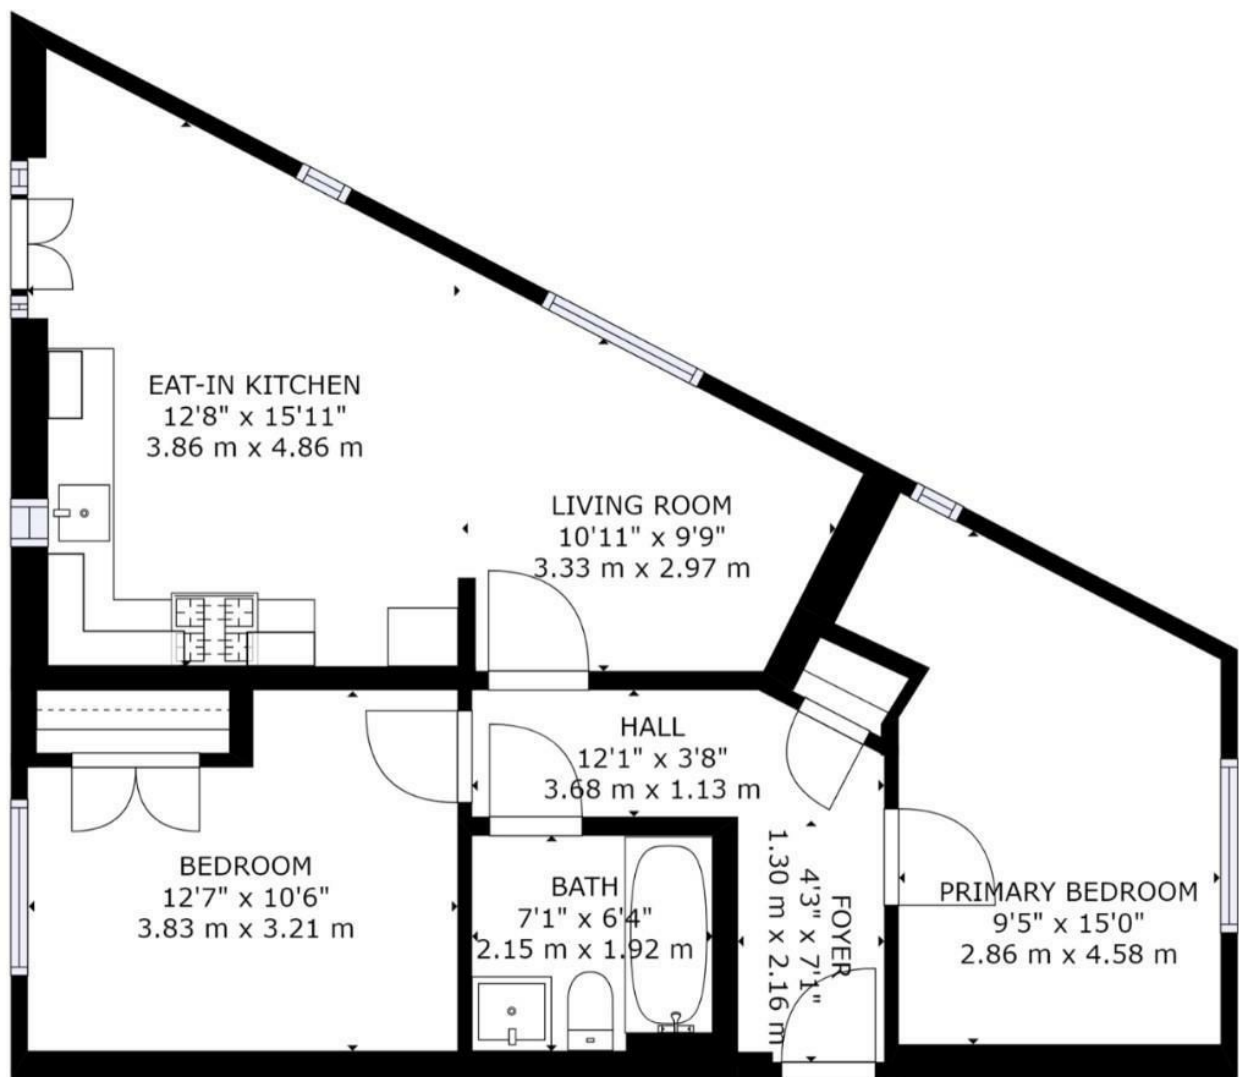 EAT-IN KITCHEN
12'8" x 15'11"
3.86 m x 4.86 m
LIVING ROOM
10'11" x 9'9"
3.33 m x 2.97 m
HALL
12'1" x 3'8"
3.68 m x 1.13 m
BEDROOM
12'7" x 10'6"
3.83 m x 3.21 m
BATH
7'1" x 6'4"
2.15 m x 1.92 m
FOYER
4'3" x 7'1"
1.30 m x 2.16 m
PRIMARY BEDROOM
9'5" x 15'0"
2.86 m x 4.58 m